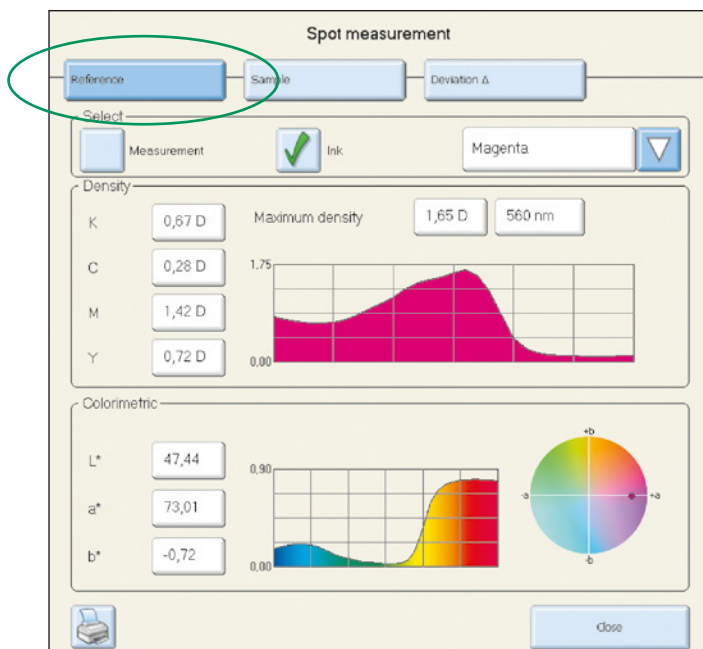 Spot measurement
Reference Sample Deviation Δ
Select
Measurement Ink Magenta
Density
K 0,67 D Maximum density 1,65 D 560 nm
C 0,28 D
1,75
M 1,42 D
Y 0,72 D
0,00
Colorimetric
+b
L* 47,44
0,90
-a +a
a* 73,01
b* -0,72
-b
0,00
Close